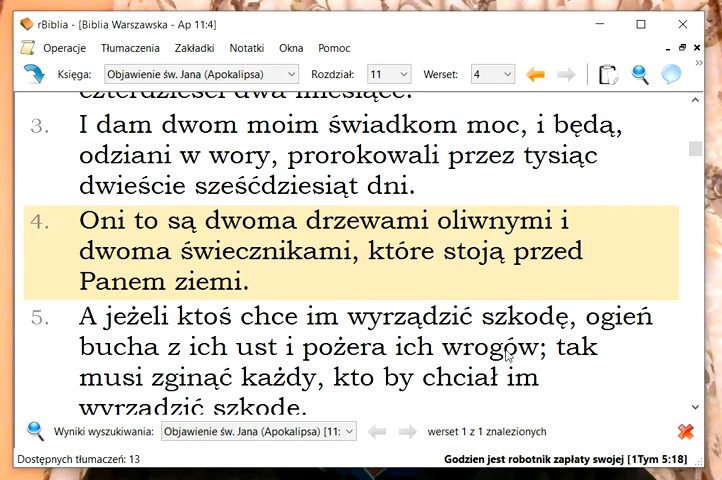 rBiblia - [Biblia Warszawska - Ap 11:4]
Operacje Tłumaczenia Zakładki Notatki Okna Pomoc
Księga: Objawienie św. Jana (Apokalipsa) Rozdział: 11 Werset: 4
czterdzieści dwa miesiące.
3. I dam dwom moim świadkom moc, i będą,
odziani w wory, prorokowali przez tysiąc
dwieście sześćdziesiąt dni.
4. Oni to są dwoma drzewami oliwnymi i
dwoma świecznikami, które stoją przed
Panem ziemi.
5. A jeżeli ktoś chce im wyrządzić szkodę, ogień
bucha z ich ust i pożera ich wrogów; tak
musi zginąć każdy, kto by chciał im
wyrządzić szkodę.
Wyniki wyszukiwania: Objawienie św. Jana (Apokalipsa) [11: werset 1 z 1 znalezionych
Dostępnych tłumaczeń: 13 Godzien jest robotnik zapłaty swojej [1Tym 5:18]